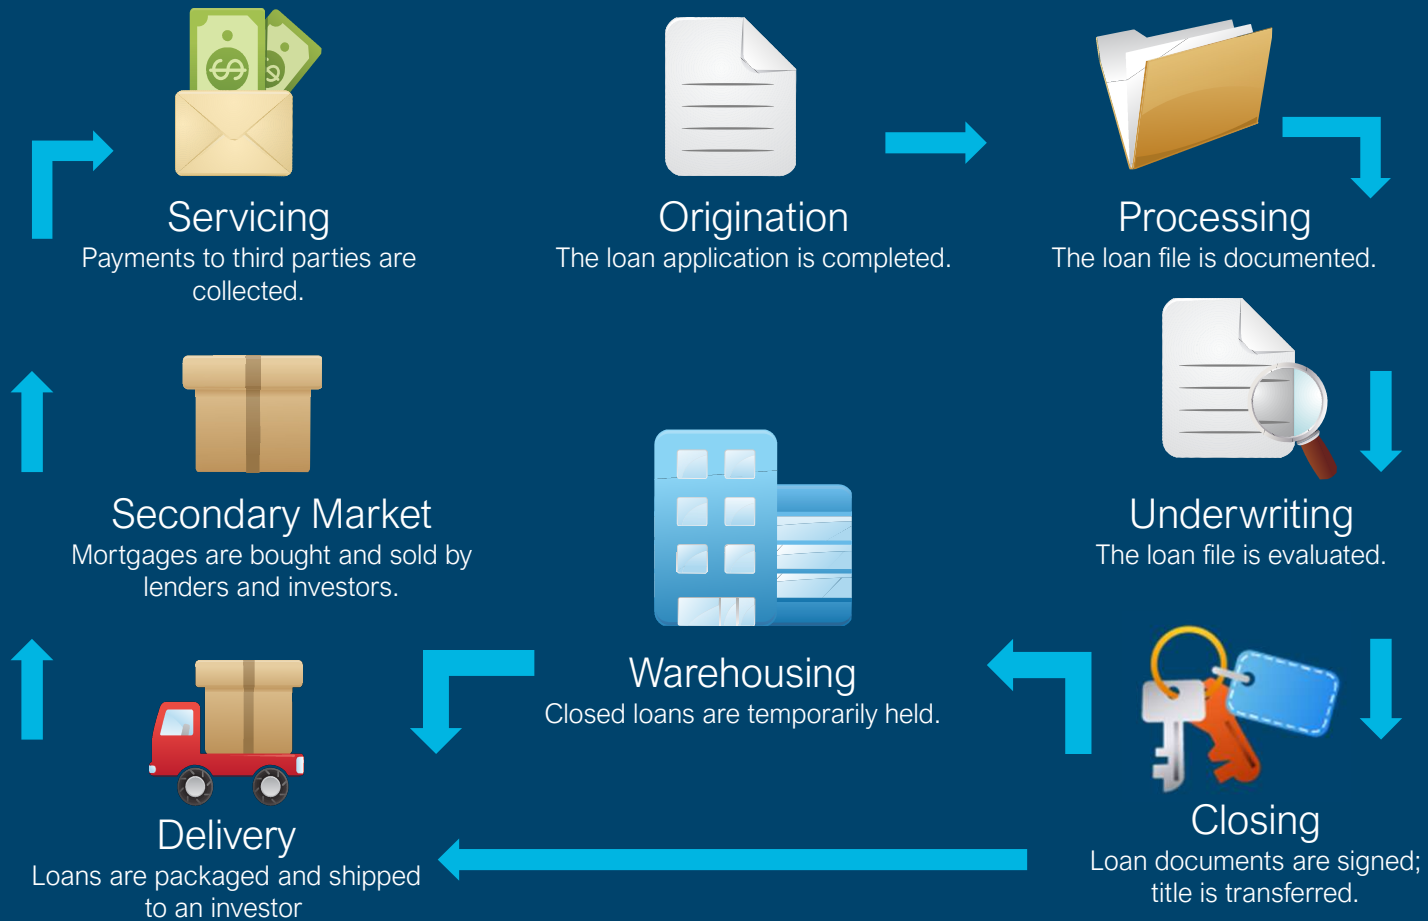 Servicing
Payments to third parties are
collected.
Origination
The loan application is completed.
Processing
The loan file is documented.
Secondary Market
Mortgages are bought and sold by
lenders and investors.
Underwriting
The loan file is evaluated.
Warehousing
Closed loans are temporarily held.
Delivery
Loans are packaged and shipped
to an investor
Closing
Loan documents are signed;
title is transferred.